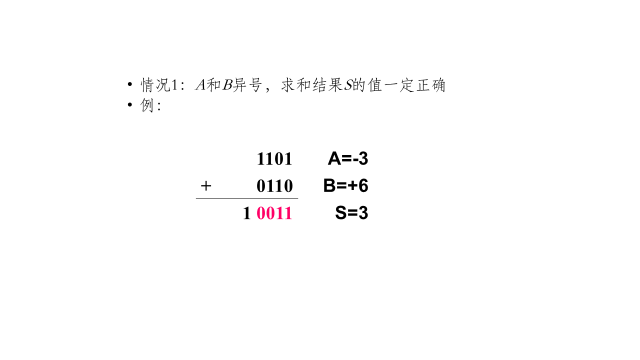 • 情况1：A和B异号，求和结果S的值一定正确
• 例：
1101 A=-3
+ 0110 B=+6
1 0011 S=3